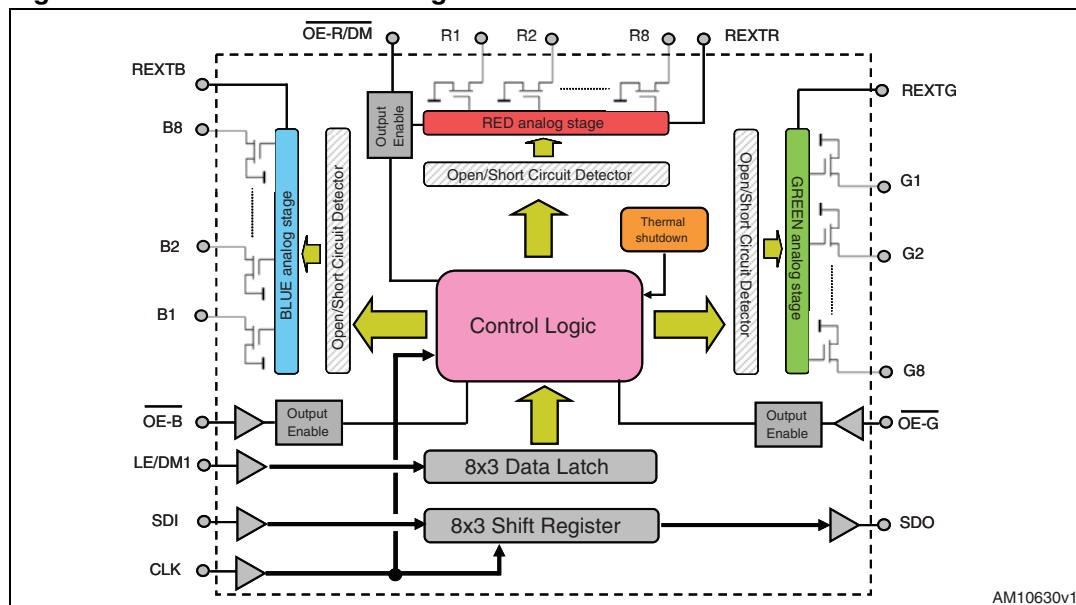 OE-R/DM
R1
R2
R8
REXTR
REXTB
REXTG
B8
B2
B1
Output
Enable
RED analog stage
Open/Short Circuit Detector
BLUE analog stage
Open/Short Circuit Detector
Thermal
shutdown
Open/Short Circuit Detector
GREEN analog stage
G1
G2
G8
Control Logic
OE-B
Output
Enable
Output
Enable
OE-G
LE/DM1
8x3 Data Latch
SDI
8x3 Shift Register
SDO
CLK
AM10630v1